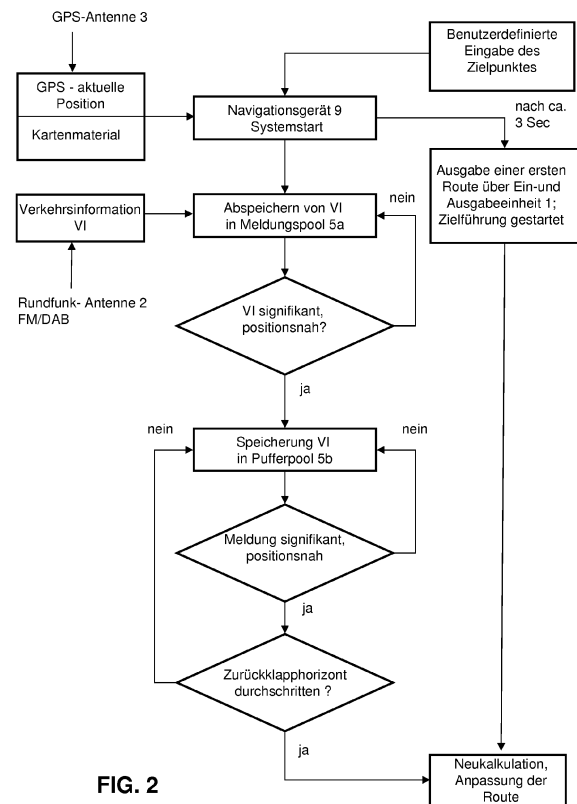 GPS-Antenne 3
Benutzerdefinierte
Eingabe des
Zielpunktes
GPS - aktuelle
Position
Kartenmaterial
Navigationsgerät 9
Systemstart
nach ca.
3 Sec
Ausgabe einer ersten
Route über Ein-und
Ausgabeeinheit 1;
Zielführung gestartet
nein
Verkehrsinformation
VI
Abspeichern von VI
in Meldungspool 5a
Rundfunk- Antenne 2
FM/DAB
VI signifikant,
positionsnah?
ja
nein
nein
Speicherung VI
in Pufferpool 5b
Meldung signifikant,
positionsnah
ja
Zurückklapphorizont
durchschritten ?
ja
Neukalkulation,
Anpassung der
Route
FIG. 2